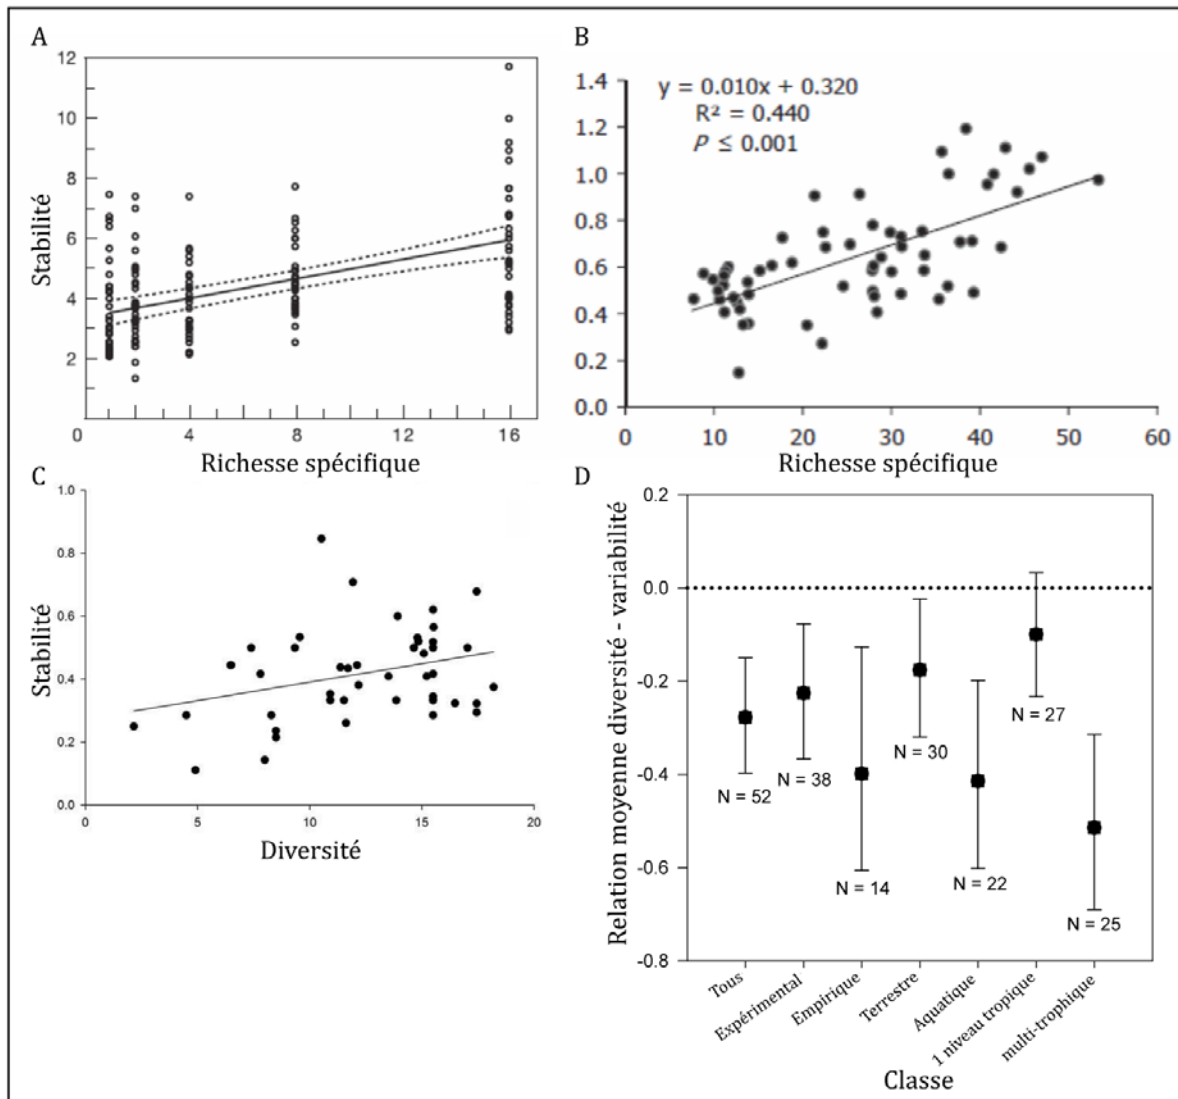 A
12
10
8
6
4
2
Stabilité
0
4
8
12
16
Richesse spécifique
B
y = 0.010x + 0.320
R² = 0.440
P ≤ 0.001
1.4
1.2
1.0
0.8
0.6
0.4
0.2
0.0
0
10
20
30
40
50
60
Richesse spécifique
C
1.0
0.8
0.6
0.4
0.2
0.0
Stabilité
0
5
10
15
20
Diversité
D
0.2
0.0
-0.2
-0.4
-0.6
-0.8
Relation moyenne diversité - variabilité
N = 52
N = 38
N = 14
N = 30
N = 22
N = 27
N = 25
Tous
Expérimental
Empirique
Terrestre
Aquatique
1 niveau tropique
multi-trophique
Classe